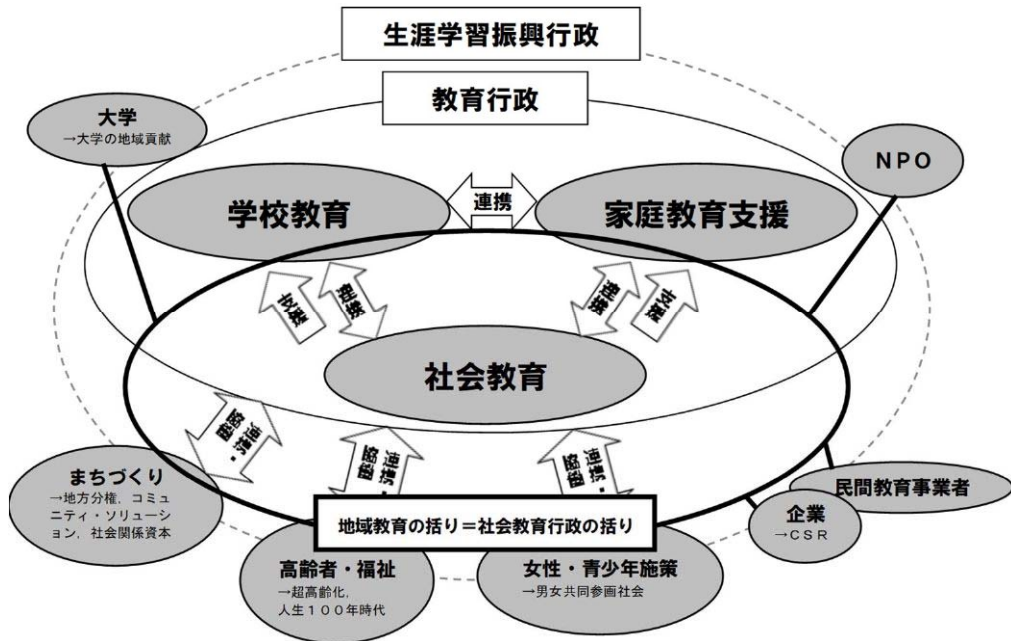 生涯学習振興行政
教育行政
大学
→大学の地域貢献
NPO
学校教育
連携
家庭教育支援
支援
連携
連携
支援
社会教育
連携・
協働
連携・
協働
連携・
協働
まちづくり
→地方分権，コミュ
ニティ・ソリューシ
ョン，社会関係資本
民間教育事業者
企業
→CSR
地域教育の括り＝社会教育行政の括り
高齢者・福祉
→超高齢化，
人生100年時代
女性・青少年施策
→男女共同参画社会